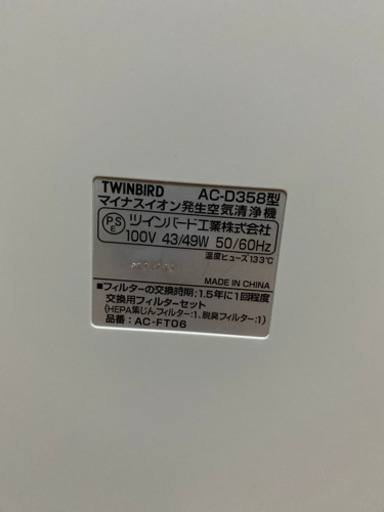 TWINBIRD AC-D358型
マイナスイオン発生空気清浄機
PSE ツインバード工業株式会社
100V 43/49W 50/60Hz
温度ヒューズ133℃
MADE IN CHINA
■フィルターの交換時期:1.5年に1回程度
交換用フィルターセット
(HEPA集じんフィルター:1、脱臭フィルター:1)
品番:AC-FT06